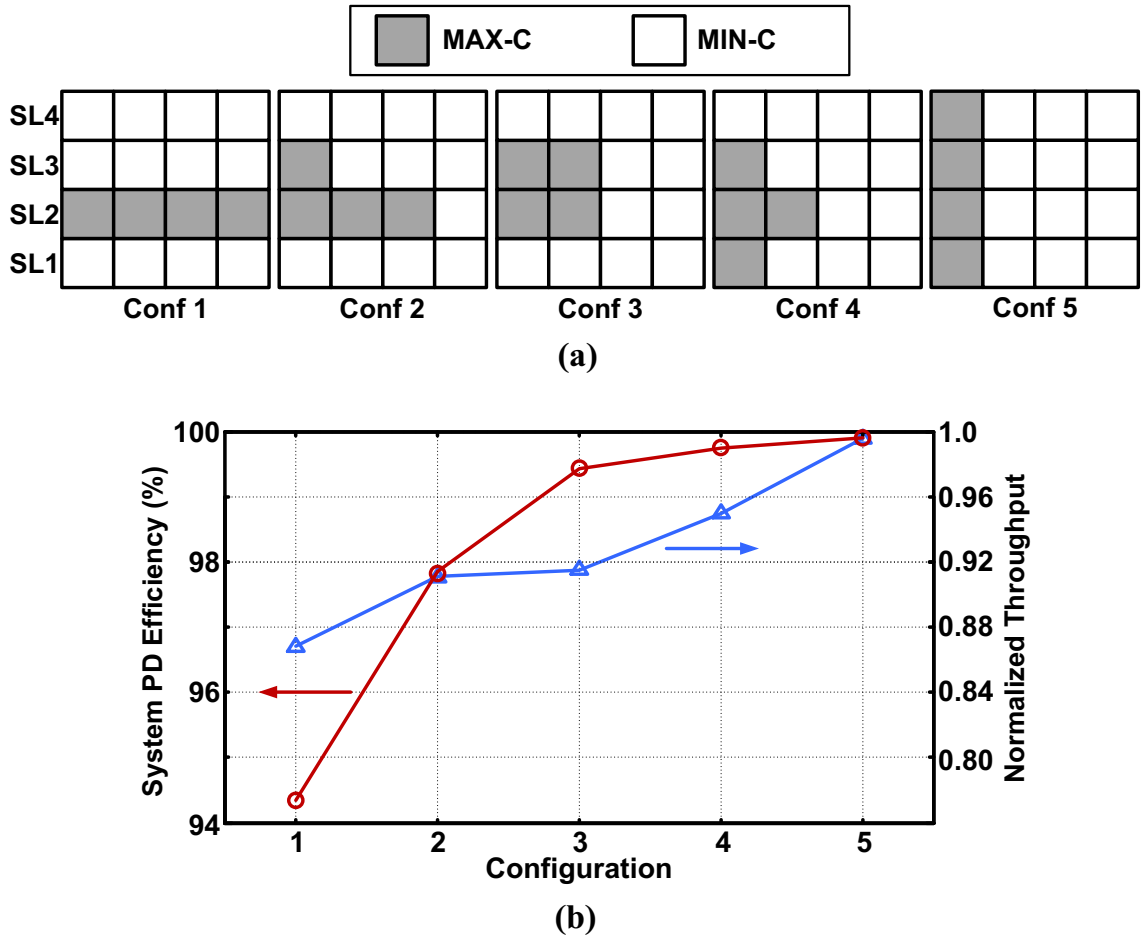 MAX-C MIN-C
SL4
SL3
SL2
SL1
Conf 1 Conf 2 Conf 3 Conf 4 Conf 5
(a)
System PD Efficiency (%)
100
98
96
94
1.0
0.96
0.92
0.88
0.84
0.80
Normalized Throughput
1 2 3 4 5
Configuration
(b)